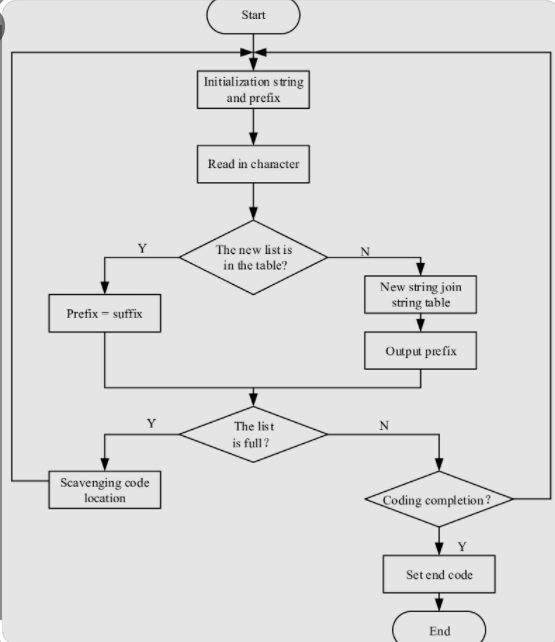 Start
Initialization string
and prefix
Read in character
The new list is
in the table?
Y
N
Prefix = suffix
New string join
string table
Output prefix
The list
is full?
Y
N
Scavenging code
location
Coding completion?
Y
Set end code
End